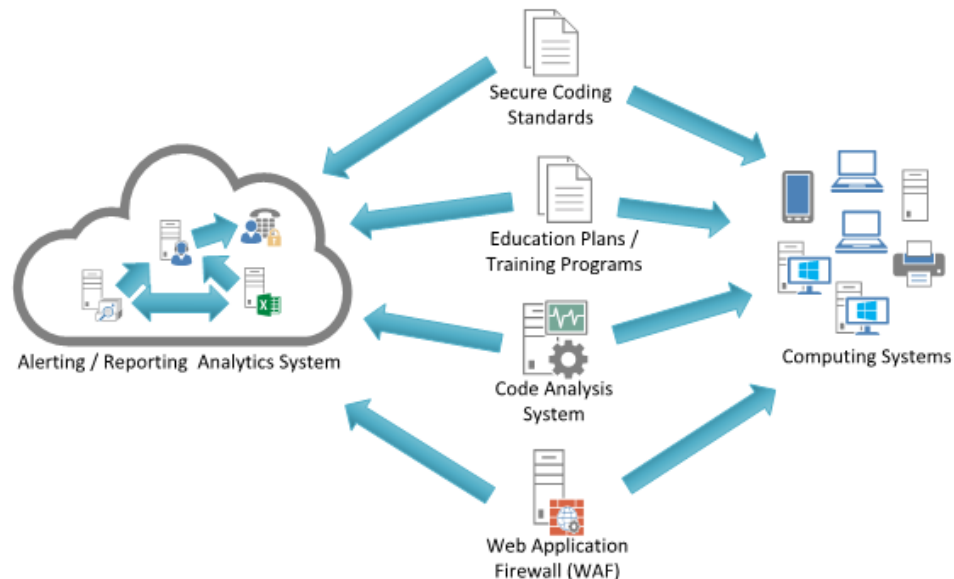 Secure Coding
Standards
Education Plans /
Training Programs
Alerting / Reporting Analytics System
Code Analysis
System
Computing Systems
Web Application
Firewall (WAF)